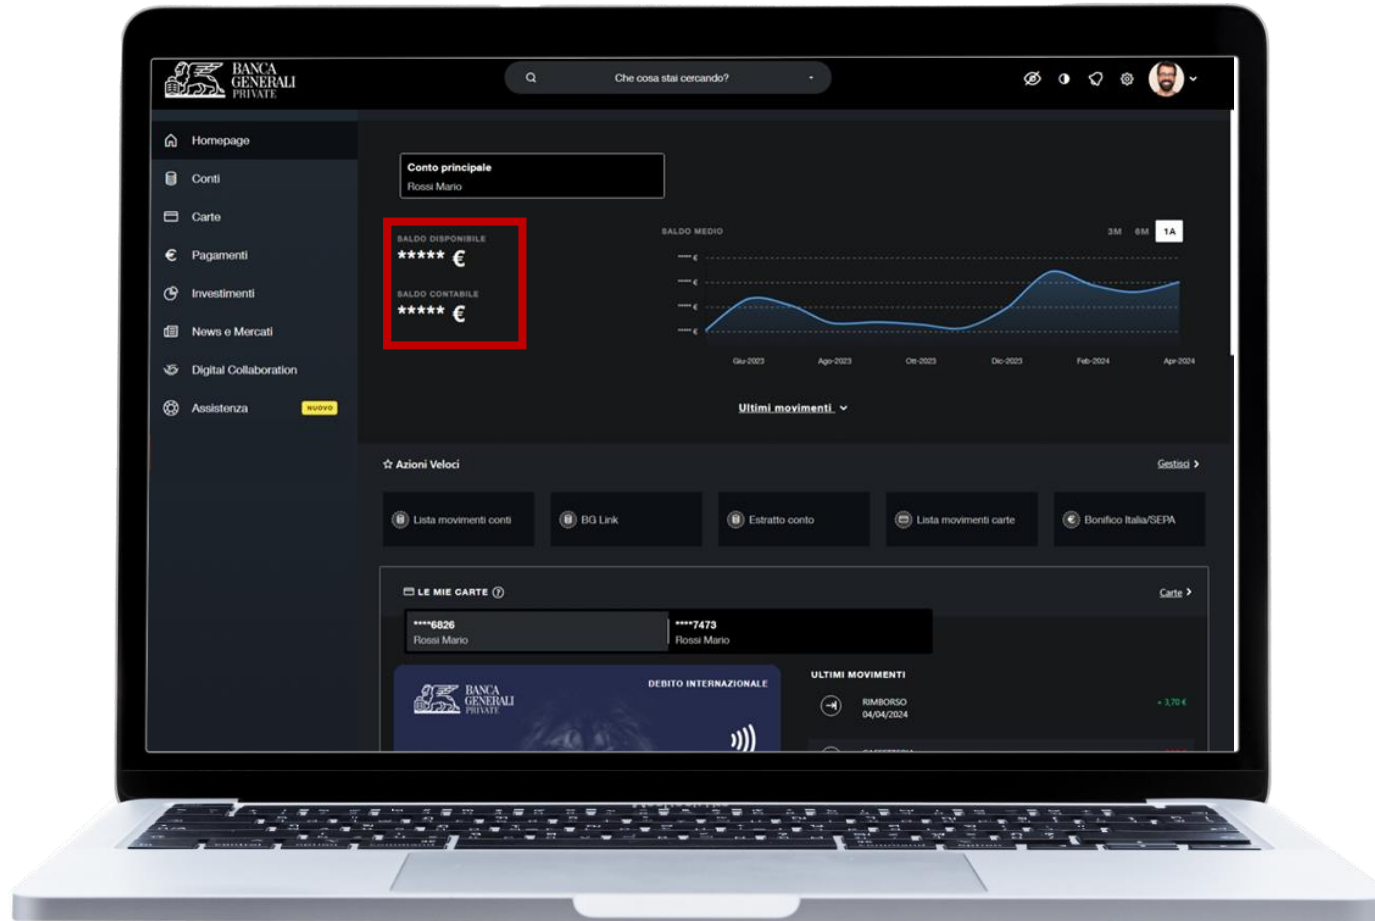 BANCA
GENERALI
PRIVATE
Che cosa stai cercando?
Homepage
Conti
Carte
Pagamenti
Investimenti
News e Mercati
Digital Collaboration
Assistenza
NUOVO
Conto principale
Rossi Mario
SALDO DISPONIBILE
***** €
SALDO CONTABILE
***** €
SALDO MEDIO
3M 6M 1A
Giu-2023 Ago-2023 Ott-2023 Dic-2023 Feb-2024 Apr-2024
Ultimi movimenti
Azioni Veloci
Gestisci
Lista movimenti conti
BG Link
Estratto conto
Lista movimenti carte
Bonifico Italia/SEPA
LE MIE CARTE
Carte
****6826
Rossi Mario
****7473
Rossi Mario
BANCA
GENERALI
PRIVATE
DEBITO INTERNAZIONALE
ULTIMI MOVIMENTI
RIMBORSO
04/04/2024
+ 3,70 €